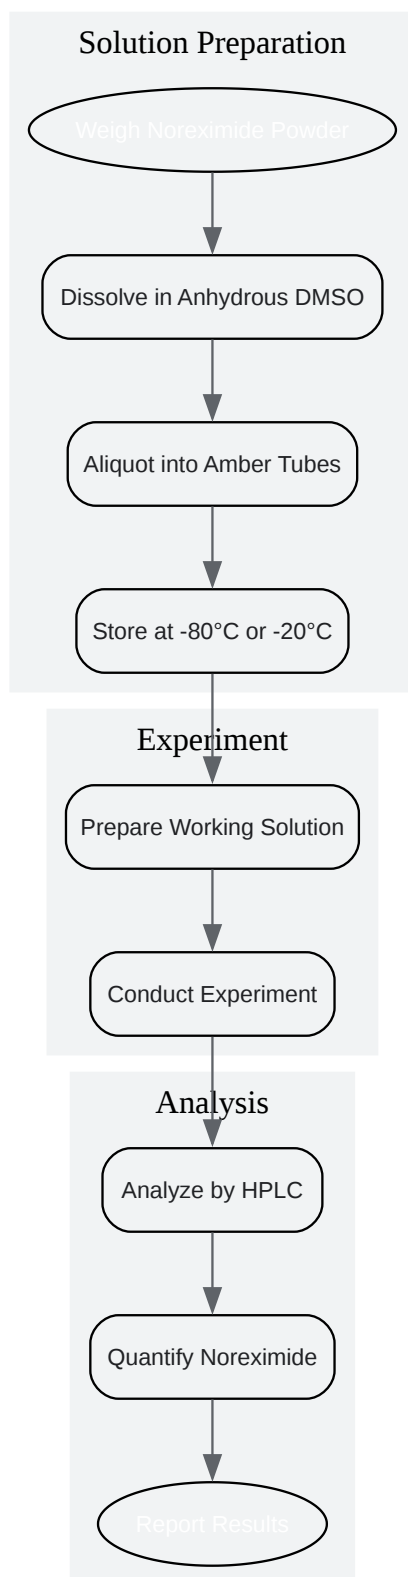 Solution Preparation
Weigh Noreximide Powder
Dissolve in Anhydrous DMSO
Aliquot into Amber Tubes
Store at -80°C or -20°C
Experiment
Prepare Working Solution
Conduct Experiment
Analysis
Analyze by HPLC
Quantify Noreximide
Report Results